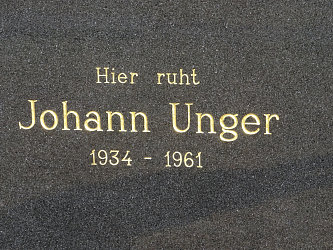 Hier ruht
Johann Unger
1934 - 1961